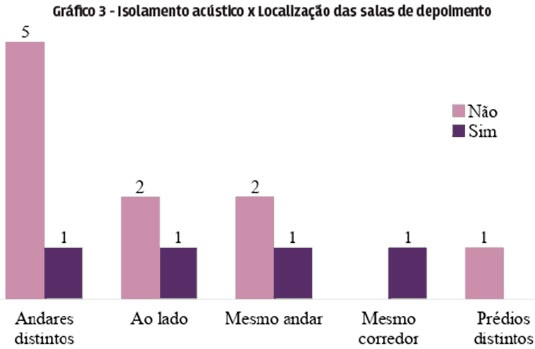 Gráfico 3 - Isolamento acústico x Localização das salas de depoimento
5
Não
Sim
2
2
1
1
1
1
1
Andares
distintos
Ao lado
Mesmo andar
Mesmo
corredor
Prédios
distintos